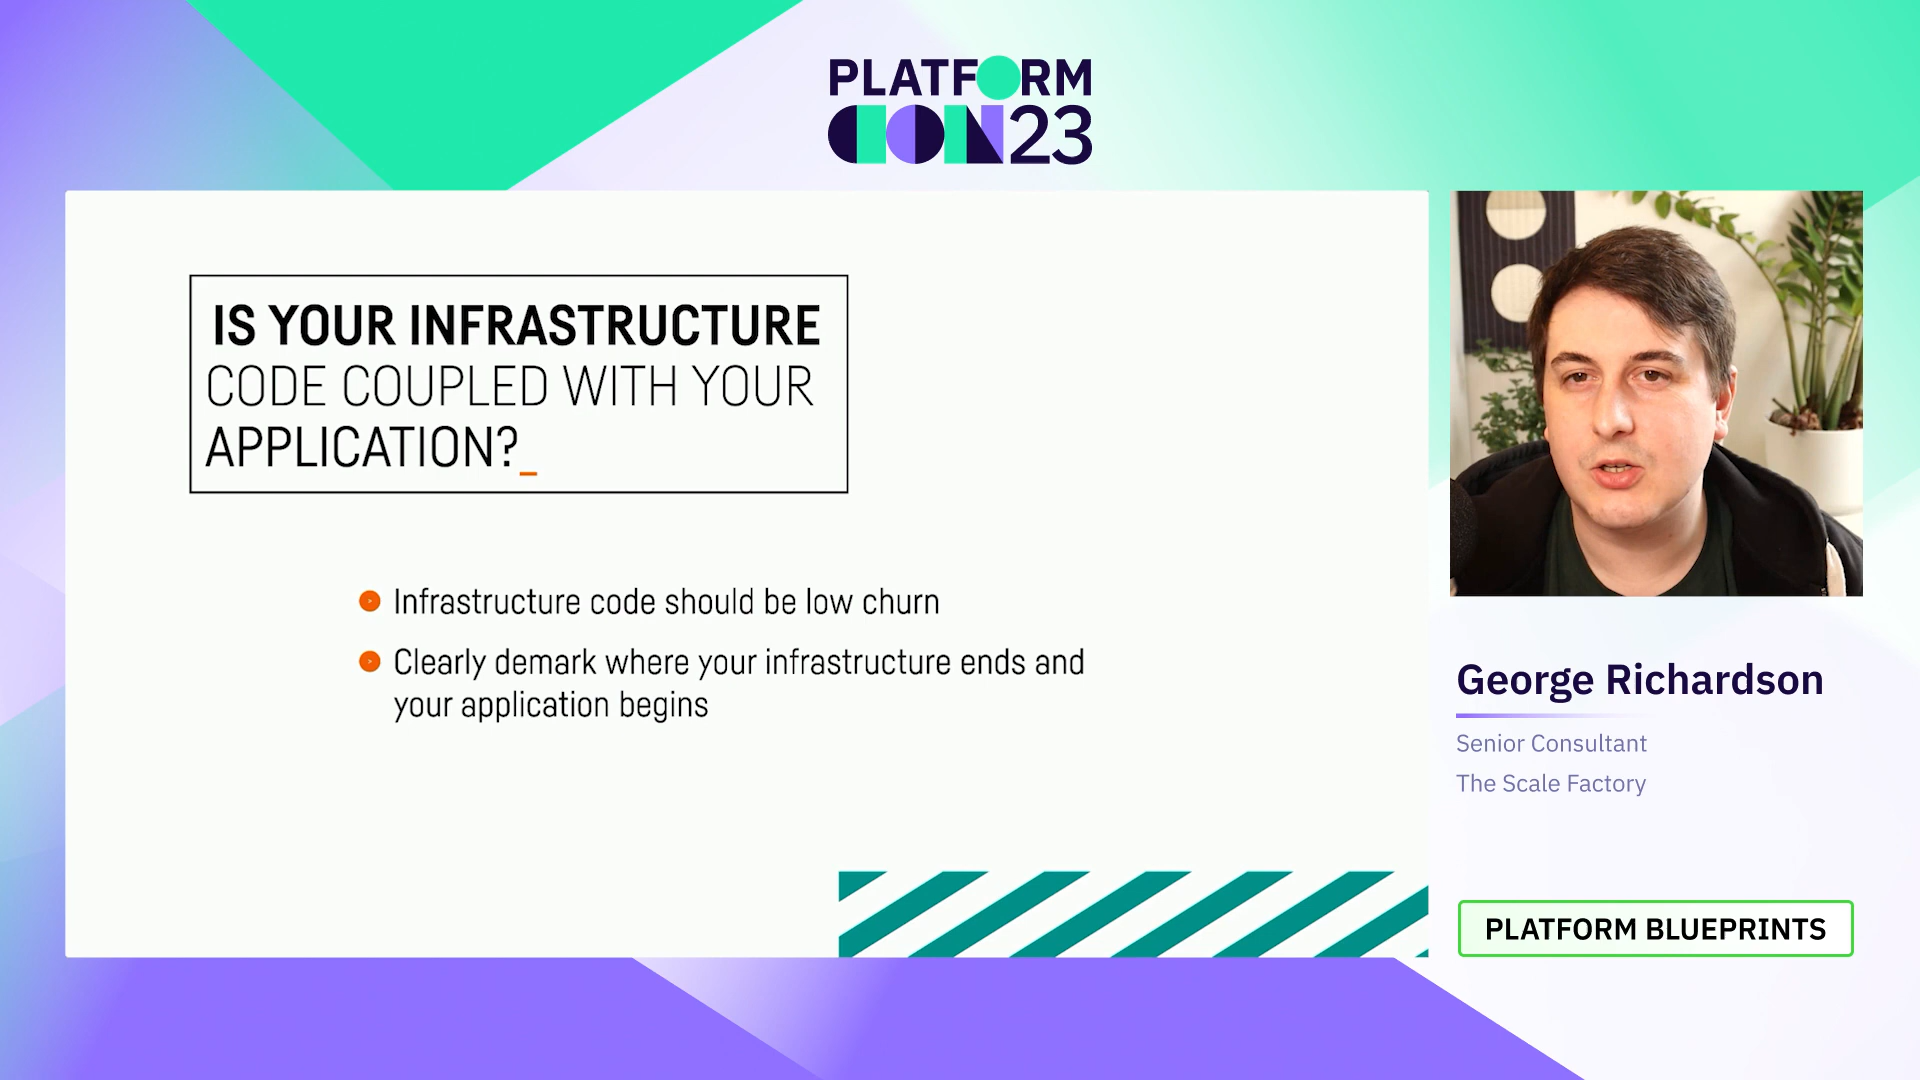 PLATFORM
CON23
IS YOUR INFRASTRUCTURE
CODE COUPLED WITH YOUR
APPLICATION?_
Infrastructure code should be low churn
Clearly demark where your infrastructure ends and
your application begins
George Richardson
Senior Consultant
The Scale Factory
PLATFORM BLUEPRINTS